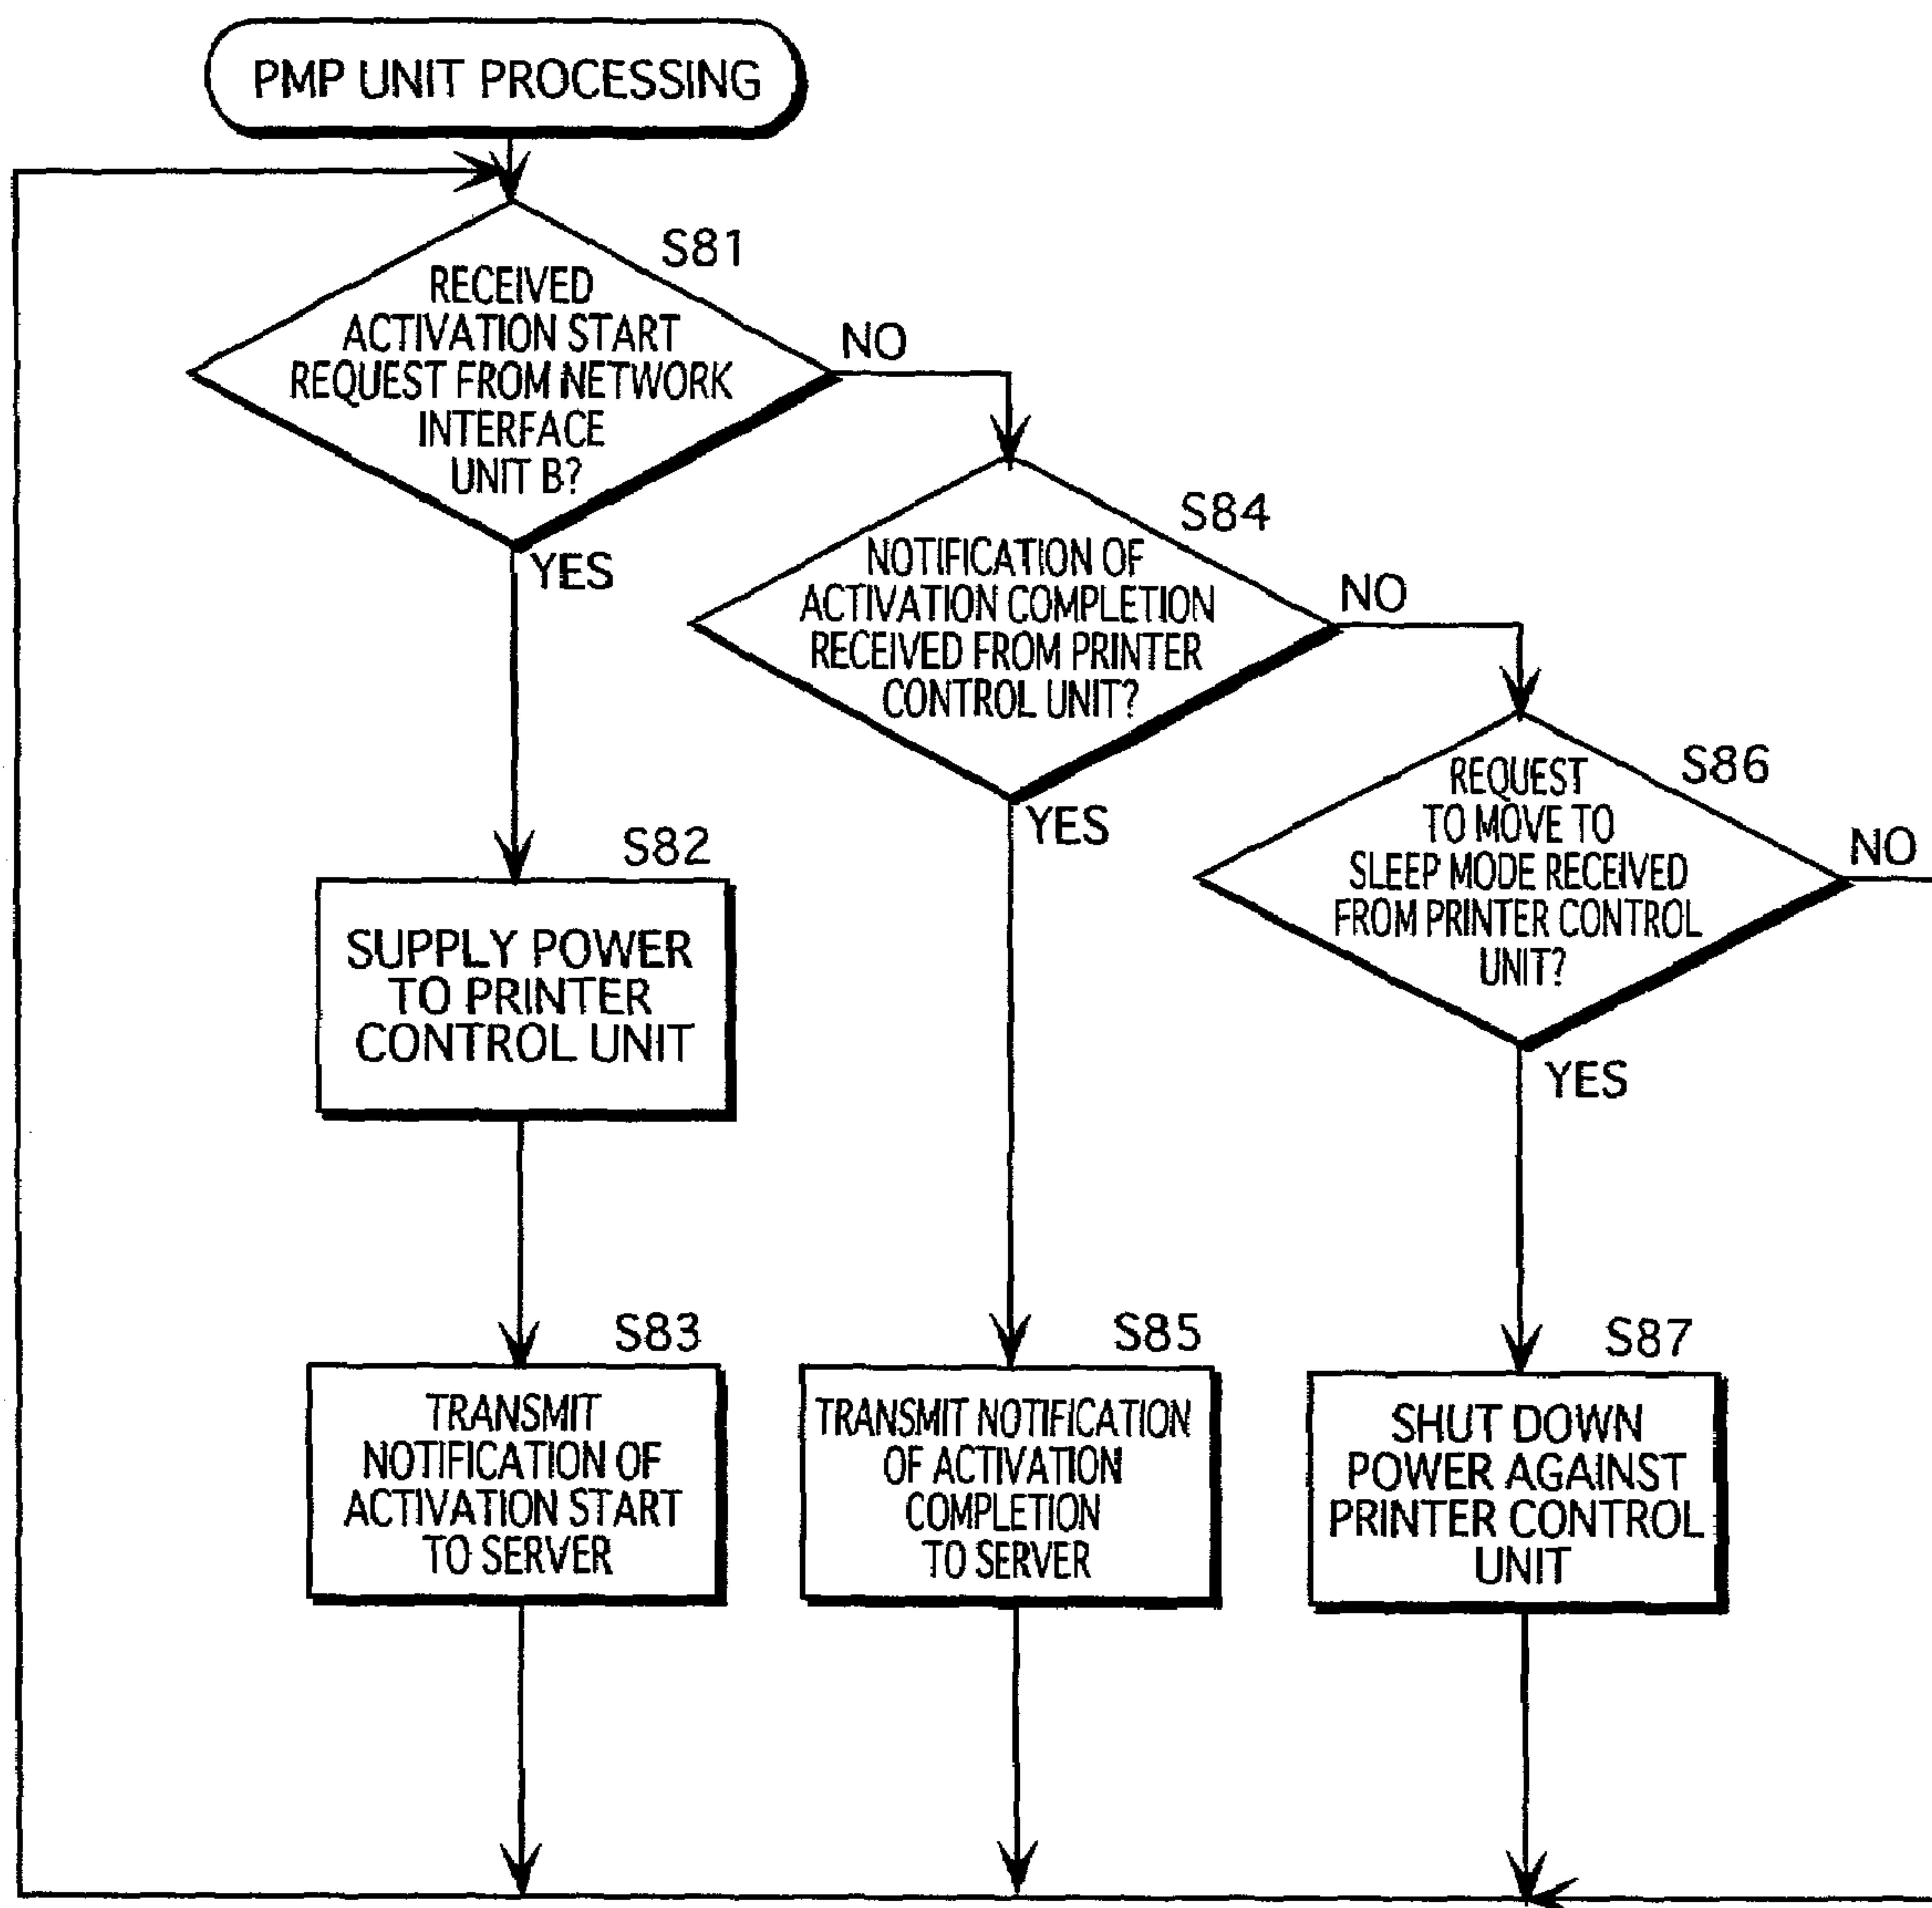 PMP UNIT PROCESSING
S81
RECEIVED
ACTIVATION START
REQUEST FROM NETWORK
INTERFACE
UNIT B?
NO
YES
S84
NOTIFICATION OF
ACTIVATION COMPLETION
RECEIVED FROM PRINTER
CONTROL UNIT?
NO
YES
S86
REQUEST
TO MOVE TO
SLEEP MODE RECEIVED
FROM PRINTER CONTROL
UNIT?
NO
YES
S82
SUPPLY POWER
TO PRINTER
CONTROL UNIT
S83
TRANSMIT
NOTIFICATION OF
ACTIVATION START
TO SERVER
S85
TRANSMIT NOTIFICATION
OF ACTIVATION
COMPLETION
TO SERVER
S87
SHUT DOWN
POWER AGAINST
PRINTER CONTROL
UNIT